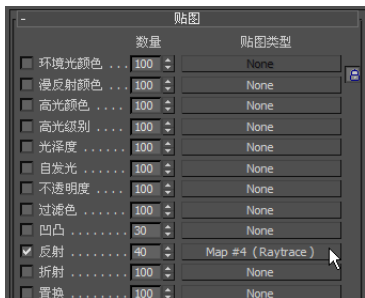 - 贴图
数量 贴图类型
环境光颜色 ... 100 None
漫反射颜色 ... 100 None
高光颜色 .... 100 None
高光级别 .... 100 None
光泽度 ...... 100 None
自发光 ...... 100 None
不透明度 .... 100 None
过滤色 ...... 100 None
凹凸 ........ 30 None
反射 ........ 40 Map #4 ( Raytrace )
折射 ........ 100 None
置换 ........ 100 None